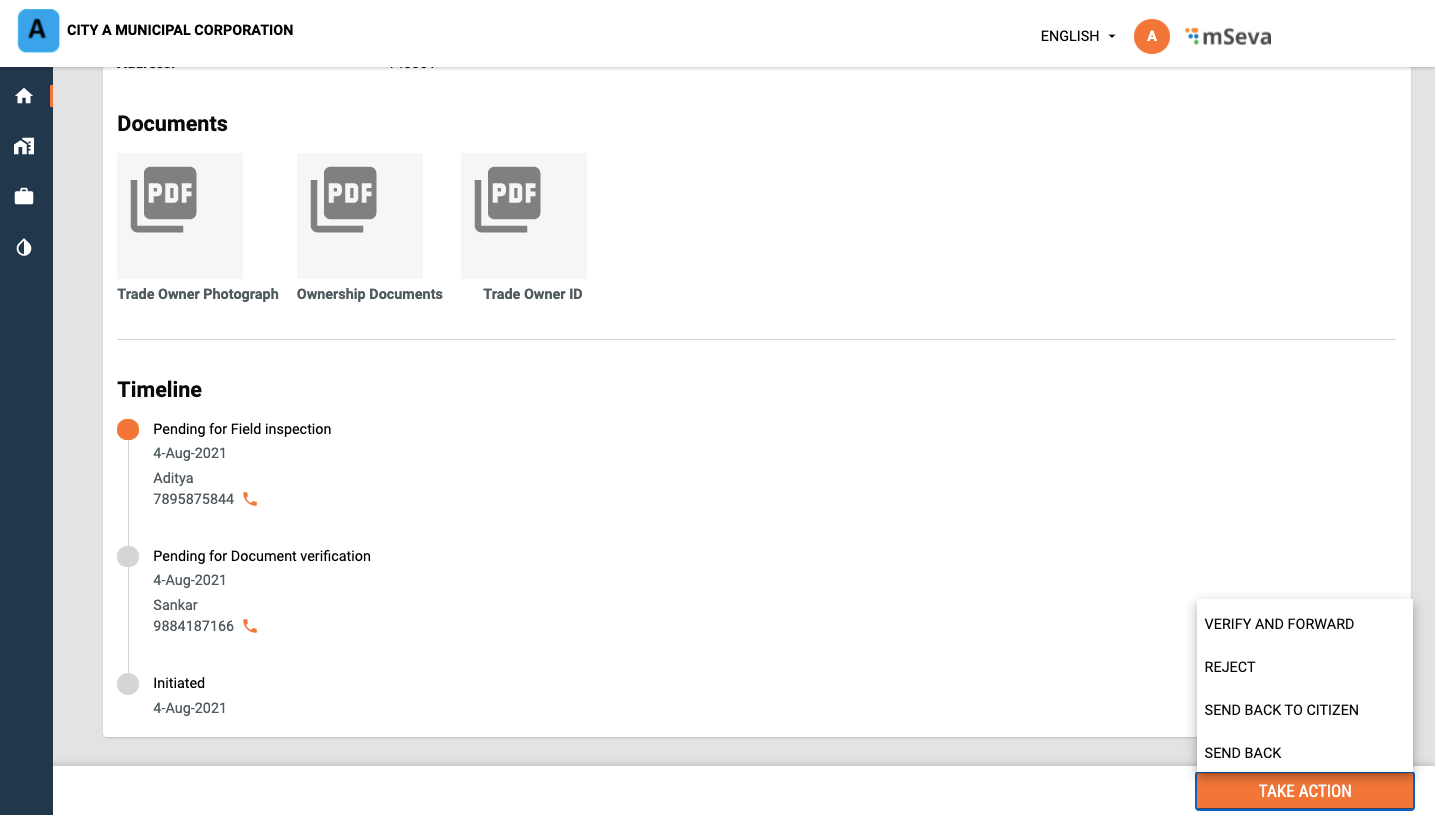 A
CITY A MUNICIPAL CORPORATION
ENGLISH
A
mSeva
Documents
PDF
PDF
PDF
Trade Owner Photograph
Ownership Documents
Trade Owner ID
Timeline
Pending for Field inspection
4-Aug-2021
Aditya
7895875844
Pending for Document verification
4-Aug-2021
Sankar
9884187166
Initiated
4-Aug-2021
VERIFY AND FORWARD
REJECT
SEND BACK TO CITIZEN
SEND BACK
TAKE ACTION